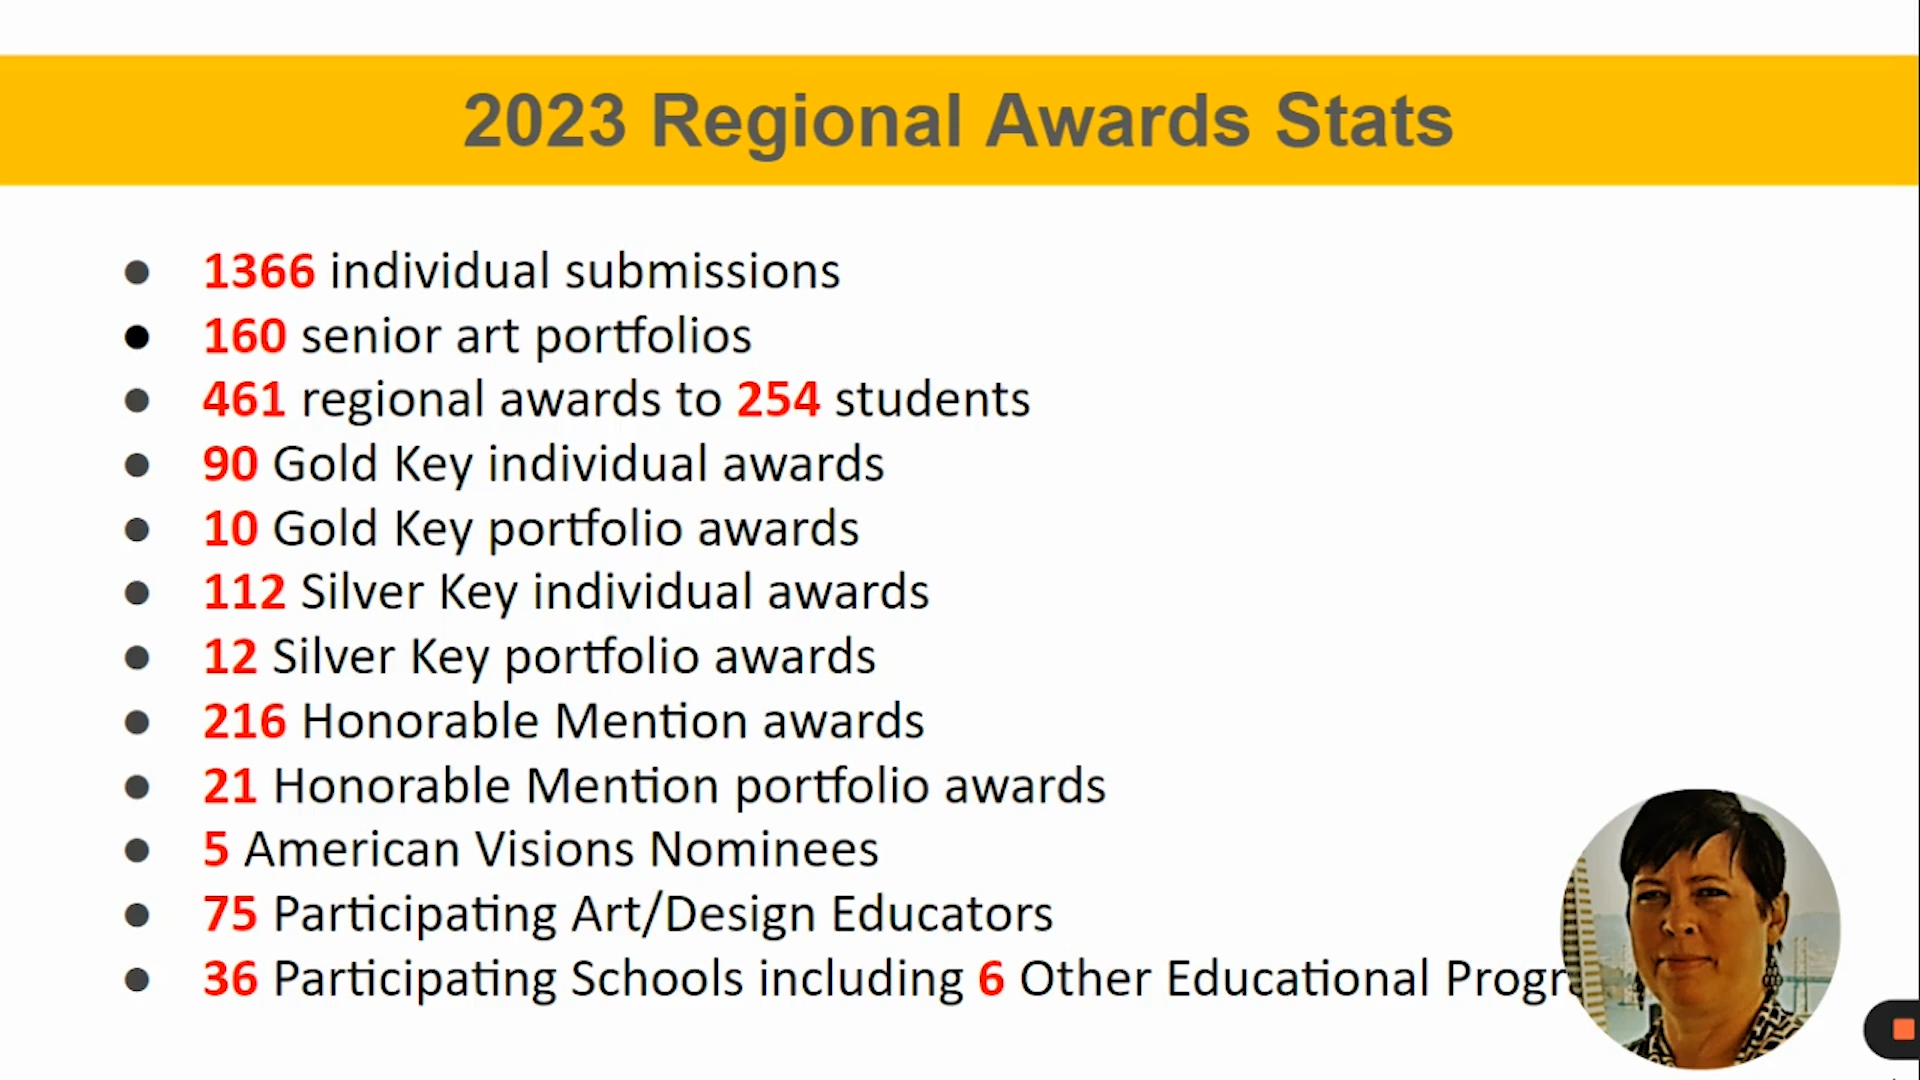 2023 Regional Awards Stats
1366 individual submissions
160 senior art portfolios
461 regional awards to 254 students
90 Gold Key individual awards
10 Gold Key portfolio awards
112 Silver Key individual awards
12 Silver Key portfolio awards
216 Honorable Mention awards
21 Honorable Mention portfolio awards
5 American Visions Nominees
75 Participating Art/Design Educators
36 Participating Schools including 6 Other Educational